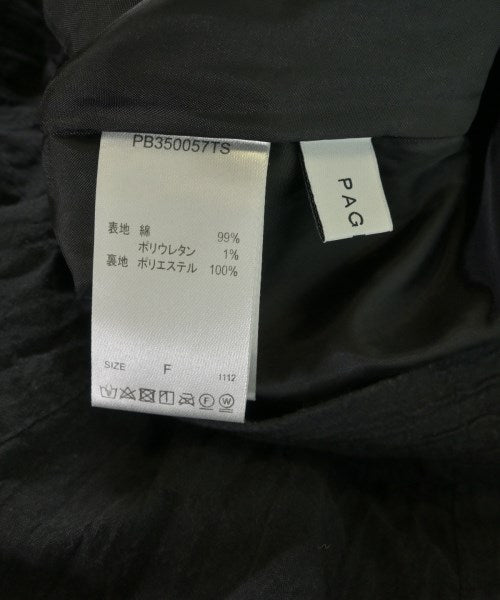 PB350057TS
表地 綿 99%
ポリウレタン 1%
裏地 ポリエステル 100%
SIZE F 1112
F W
PAG